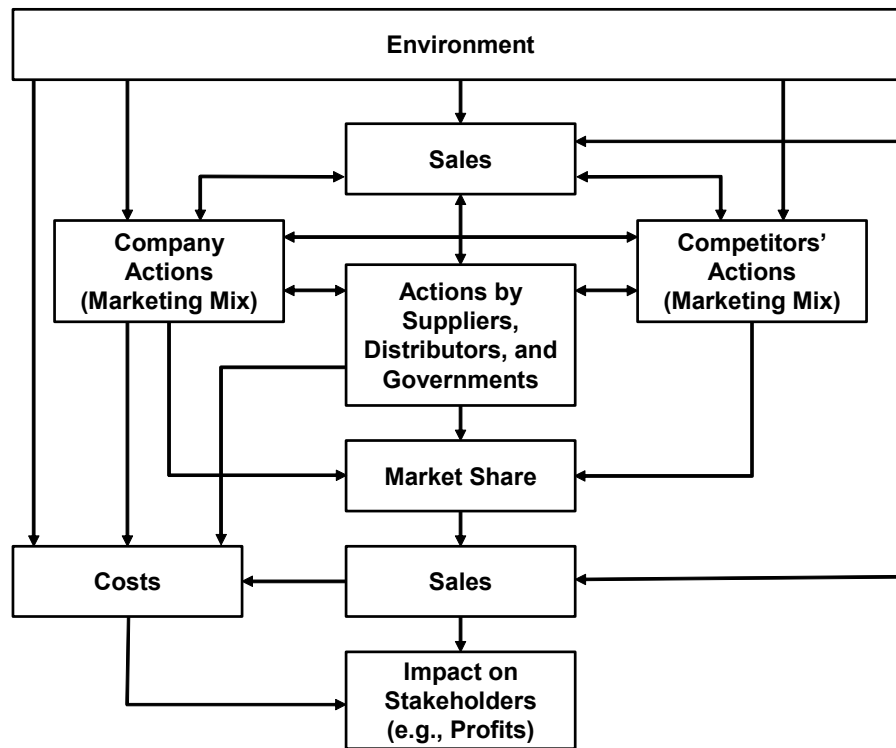 Environment
Sales
Company
Actions
(Marketing Mix)
Competitors’
Actions
(Marketing Mix)
Actions by
Suppliers,
Distributors, and
Governments
Market Share
Costs
Sales
Impact on
Stakeholders
(e.g., Profits)